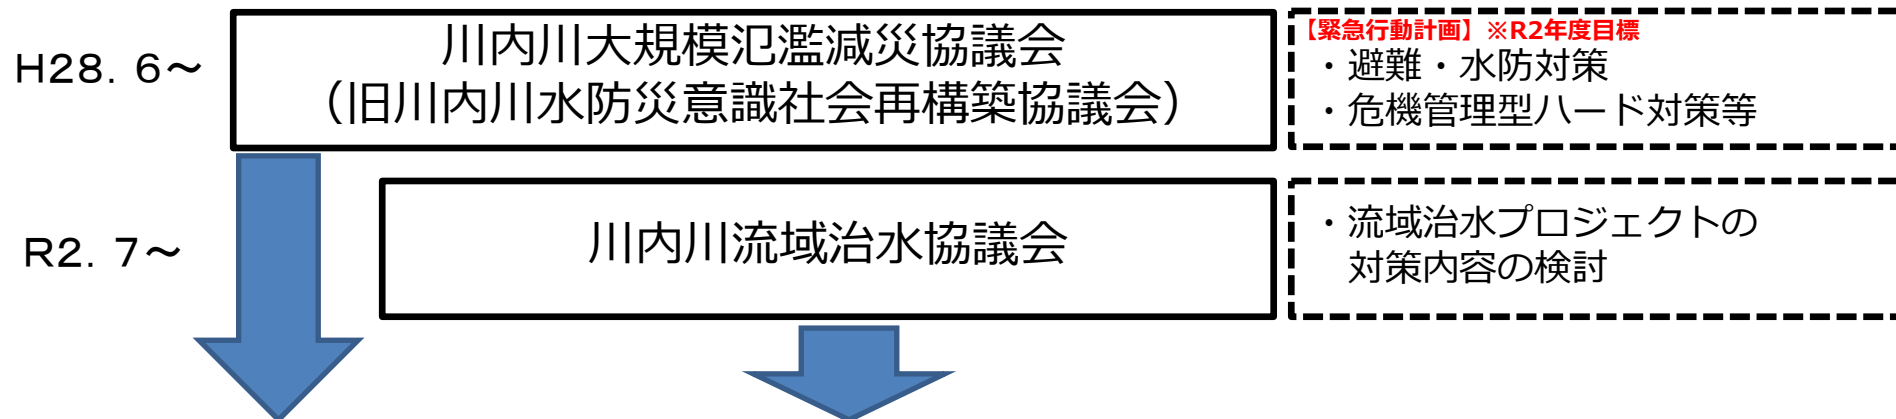 H28. 6～
川内川大規模氾濫減災協議会
（旧川内川水防災意識社会再構築協議会）
【緊急行動計画】※R2年度目標
・避難・水防対策
・危機管理型ハード対策等
R2. 7～
川内川流域治水協議会
・流域治水プロジェクトの
対策内容の検討